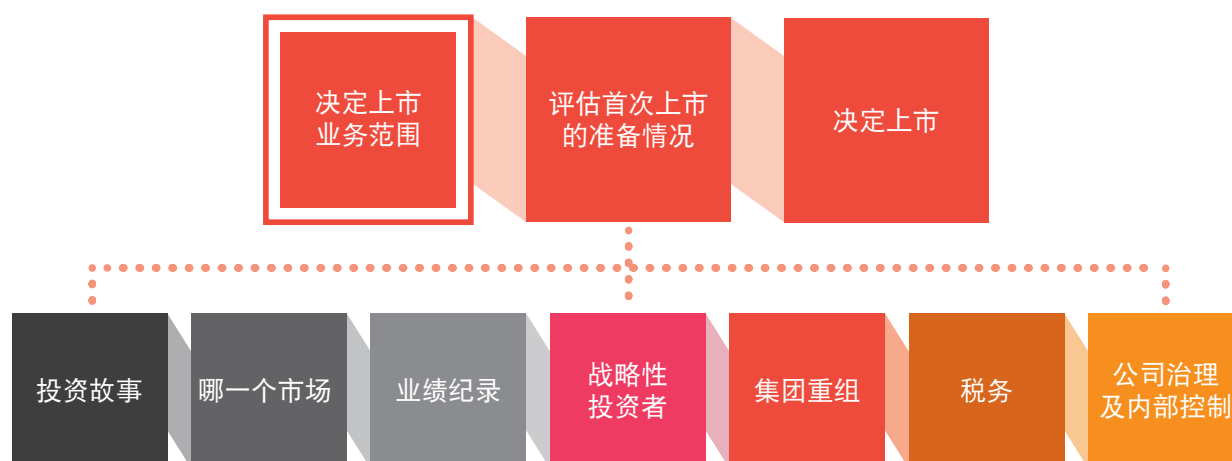 决定上市
业务范围
评估首次上市
的准备情况
决定上市
投资故事
哪一个市场
业绩纪录
战略性
投资者
集团重组
税务
公司治理
及内部控制